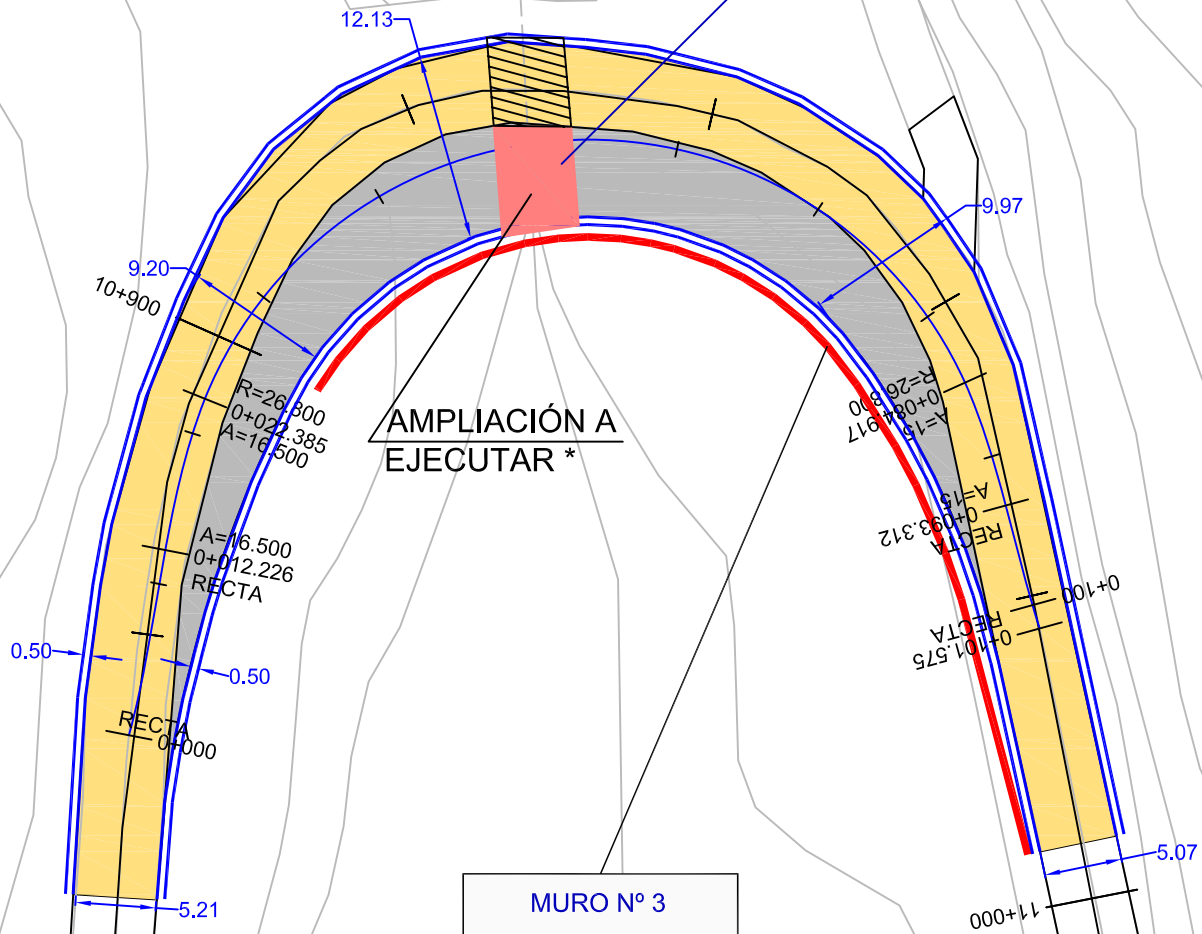 12.13
9.97
9.20
10+900
R=26.800
0+022.385
A=16.500
R=26.800
0+084.917
A=15
AMPLIACIÓN A
EJECUTAR *
A=15
0+093.312
RECTA
A=16.500
0+012.226
RECTA
0+100
RECTA
0+101.575
0.50
0.50
RECTA
0+000
5.07
MURO Nº 3
5.21
11+000